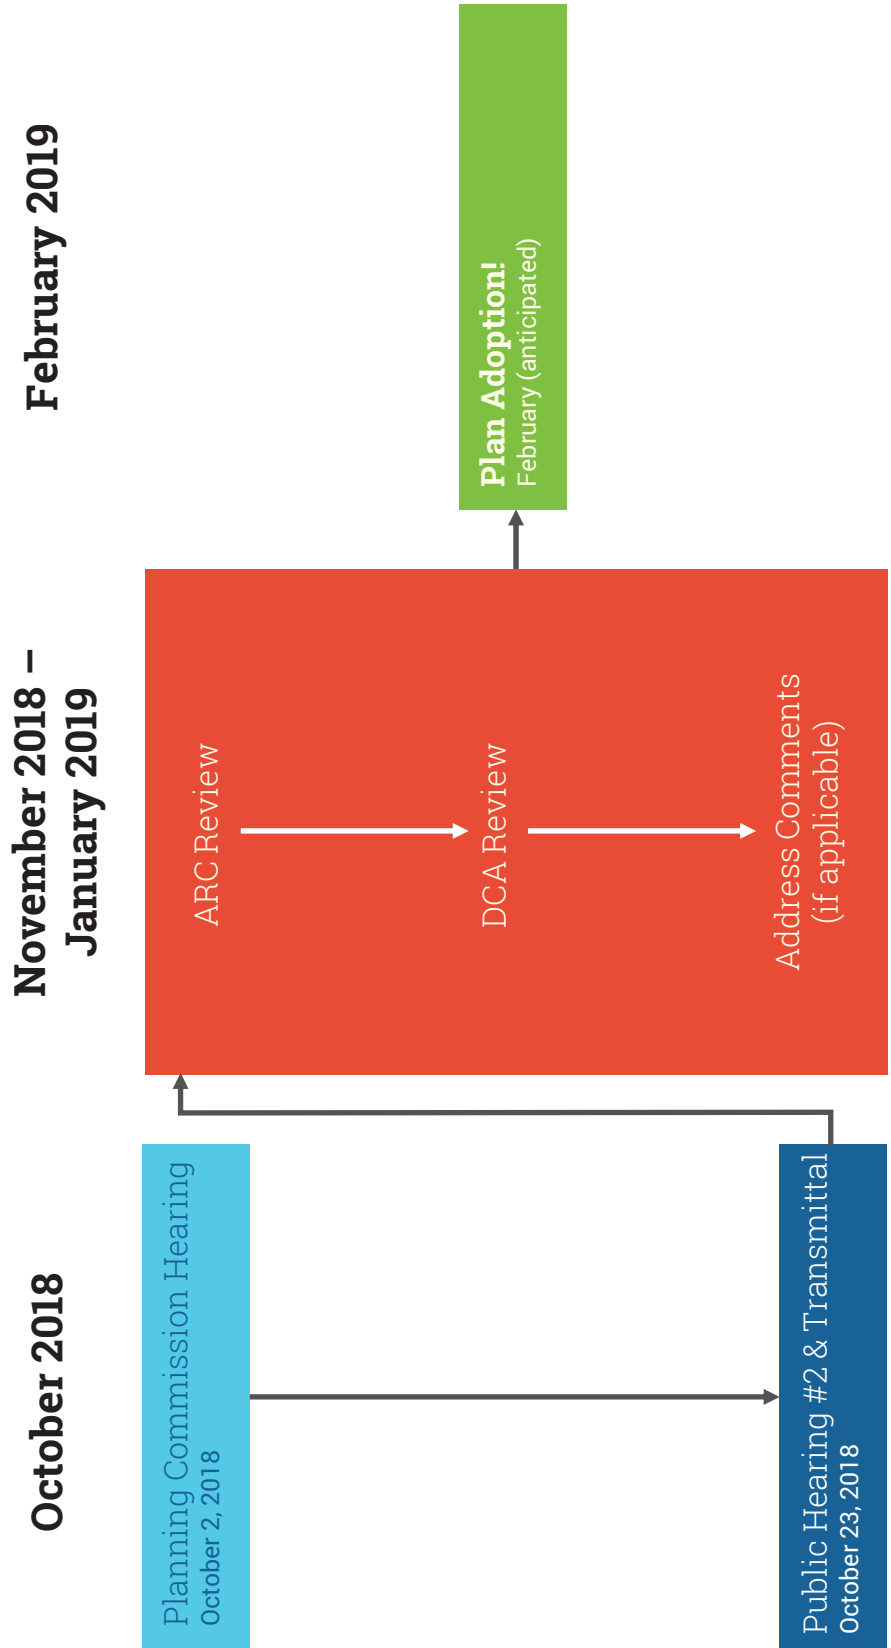 October 2018
Planning Commission Hearing
October 2, 2018
Public Hearing #2 & Transmittal
October 23, 2018
November 2018 –
January 2019
ARC Review
DCA Review
Address Comments
(if applicable)
February 2019
Plan Adoption!
February (anticipated)